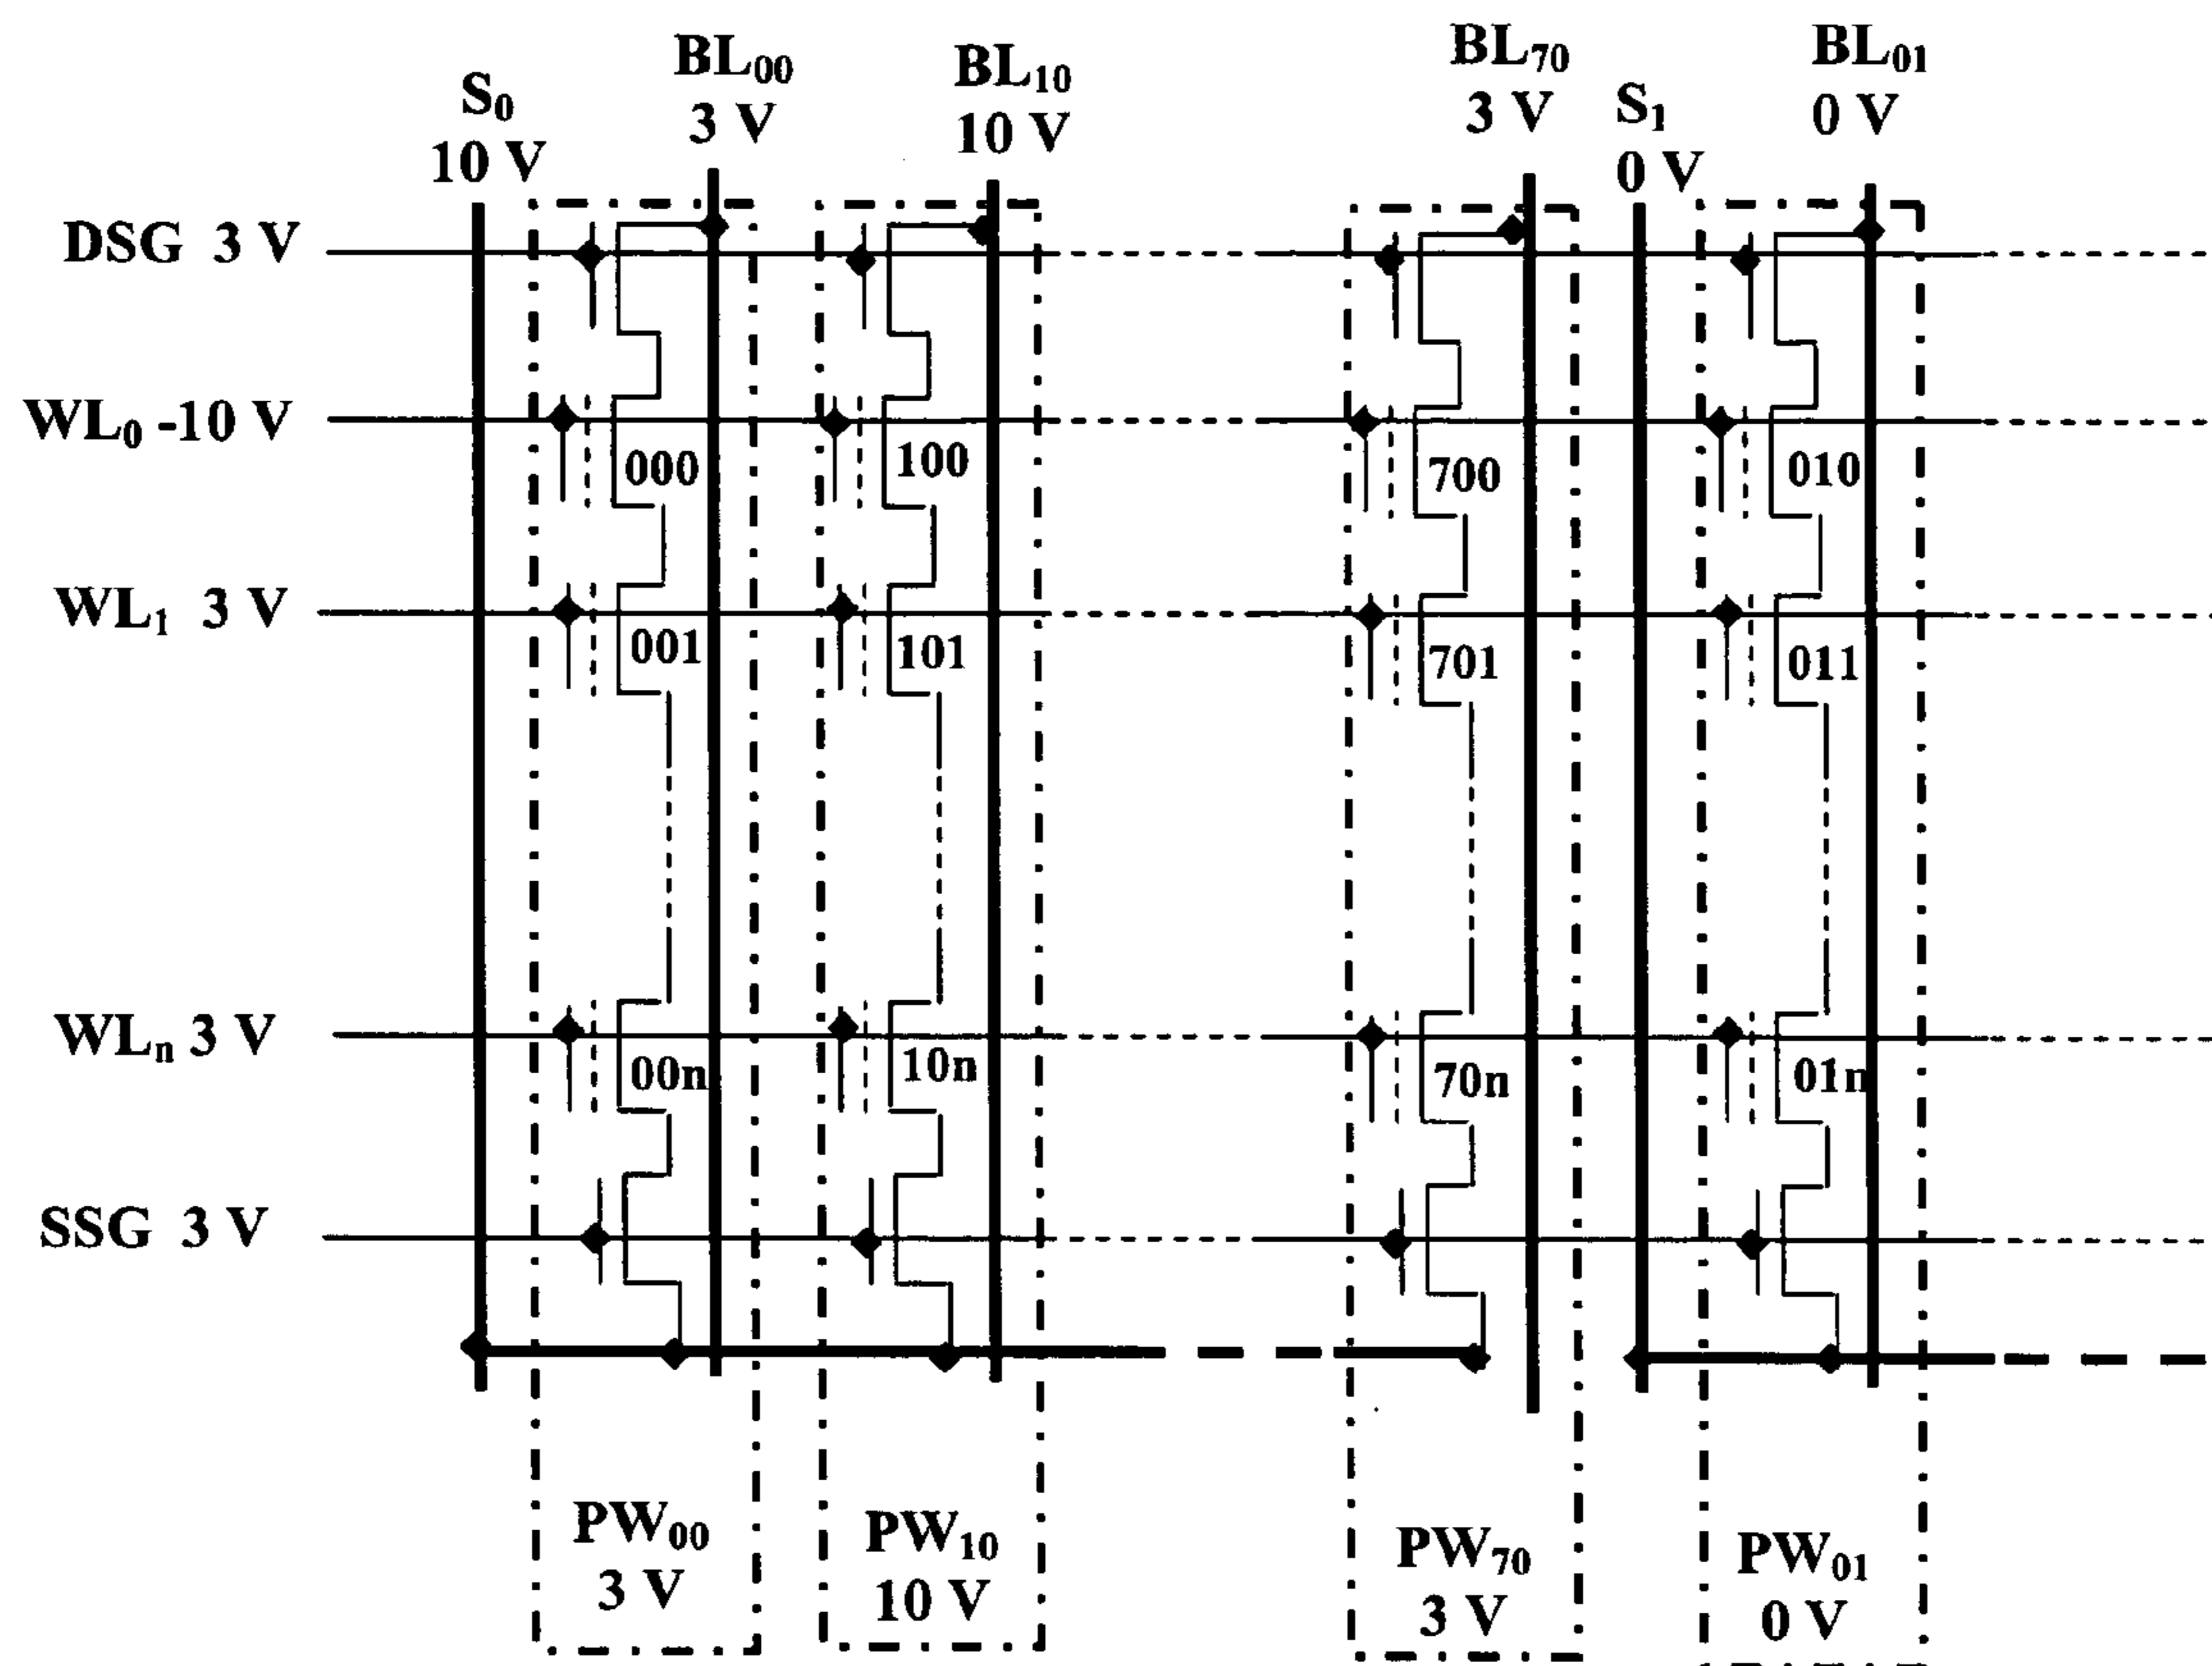 S₀
10 V
BL₀₀
3 V
BL₁₀
10 V
BL₇₀
3 V
S₁
0 V
BL₀₁
0 V
DSG 3 V
WL₀ -10 V
000
100
700
010
WL₁ 3 V
001
101
701
011
WLₙ 3 V
00n
10n
70n
01n
SSG 3 V
PW₀₀
3 V
PW₁₀
10 V
PW₇₀
3 V
PW₀₁
0 V